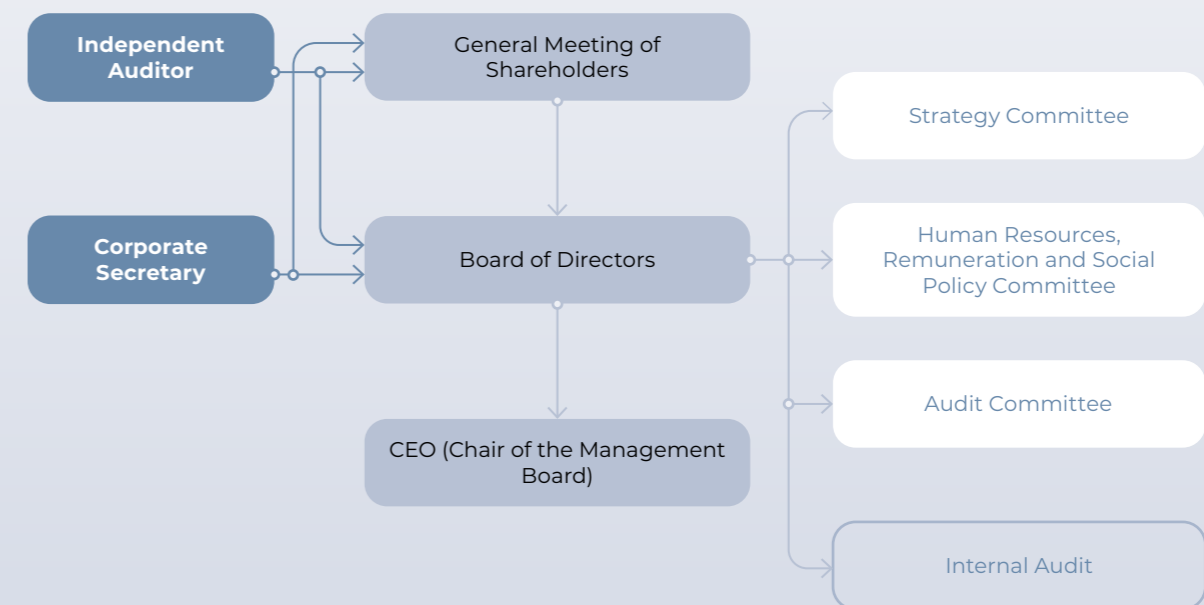 Independent
Auditor
General Meeting of
Shareholders
Strategy Committee
Corporate
Secretary
Board of Directors
Human Resources,
Remuneration and Social
Policy Committee
Audit Committee
CEO (Chair of the Management
Board)
Internal Audit